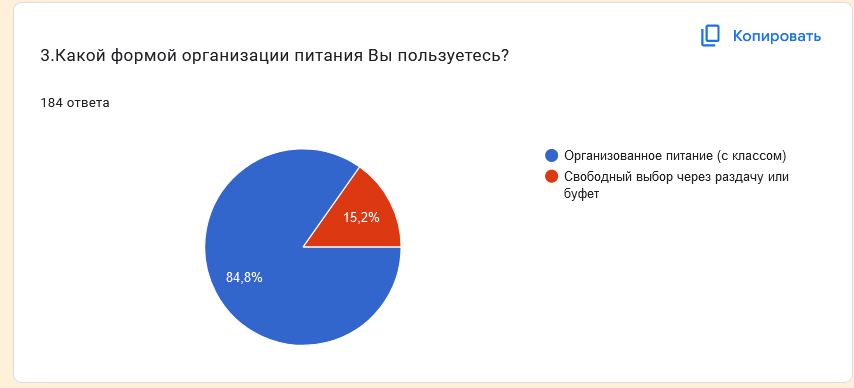 Копировать
3.Какой формой организации питания Вы пользуетесь?
184 ответа
Организованное питание (с классом)
Свободный выбор через раздачу или
буфет
15,2%
84,8%